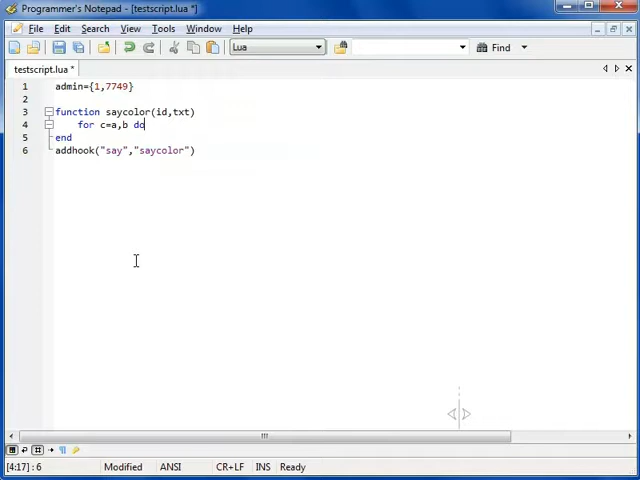 Programmer's Notepad - [testscript.lua *]
File Edit Search View Tools Window Help
Lua Find
testscript.lua *
1 admin={1,7749}
2
3 function saycolor(id,txt)
4 for c=a,b do
5 end
6 addhook("say","saycolor")
[4:17] : 6 Modified ANSI CR+LF INS Ready